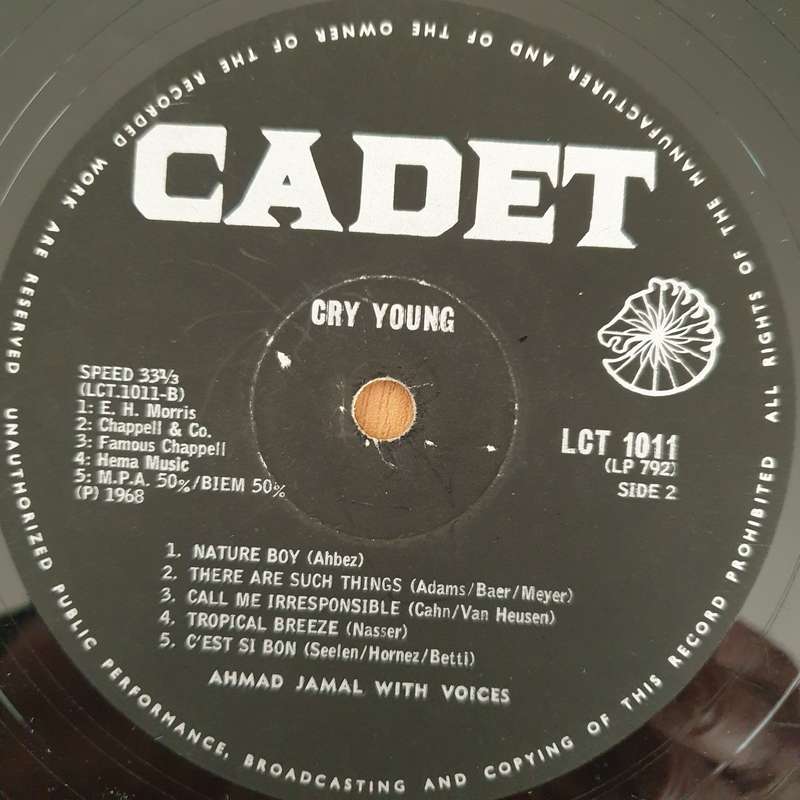 CADET
CRY YOUNG
SPEED 33⅓
(LCT.1011-B)
1: E. H. Morris
2: Chappell & Co.
3: Famous Chappell
4: Hema Music
5: M.P.A. 50%/BIEM 50%
(P) 1968
LCT 1011
(LP 792)
SIDE 2
1. NATURE BOY (Ahbez)
2. THERE ARE SUCH THINGS (Adams/Baer/Meyer)
3. CALL ME IRRESPONSIBLE (Cahn/Van Heusen)
4. TROPICAL BREEZE (Nasser)
5. C'EST SI BON (Seelen/Hornez/Betti)
AHMAD JAMAL WITH VOICES
ALL RIGHTS OF THE MANUFACTURER AND OF THE OWNER OF THE RECORDED WORK ARE RESERVED
UNAUTHORIZED PUBLIC PERFORMANCE, BROADCASTING AND COPYING OF THIS RECORD PROHIBITED